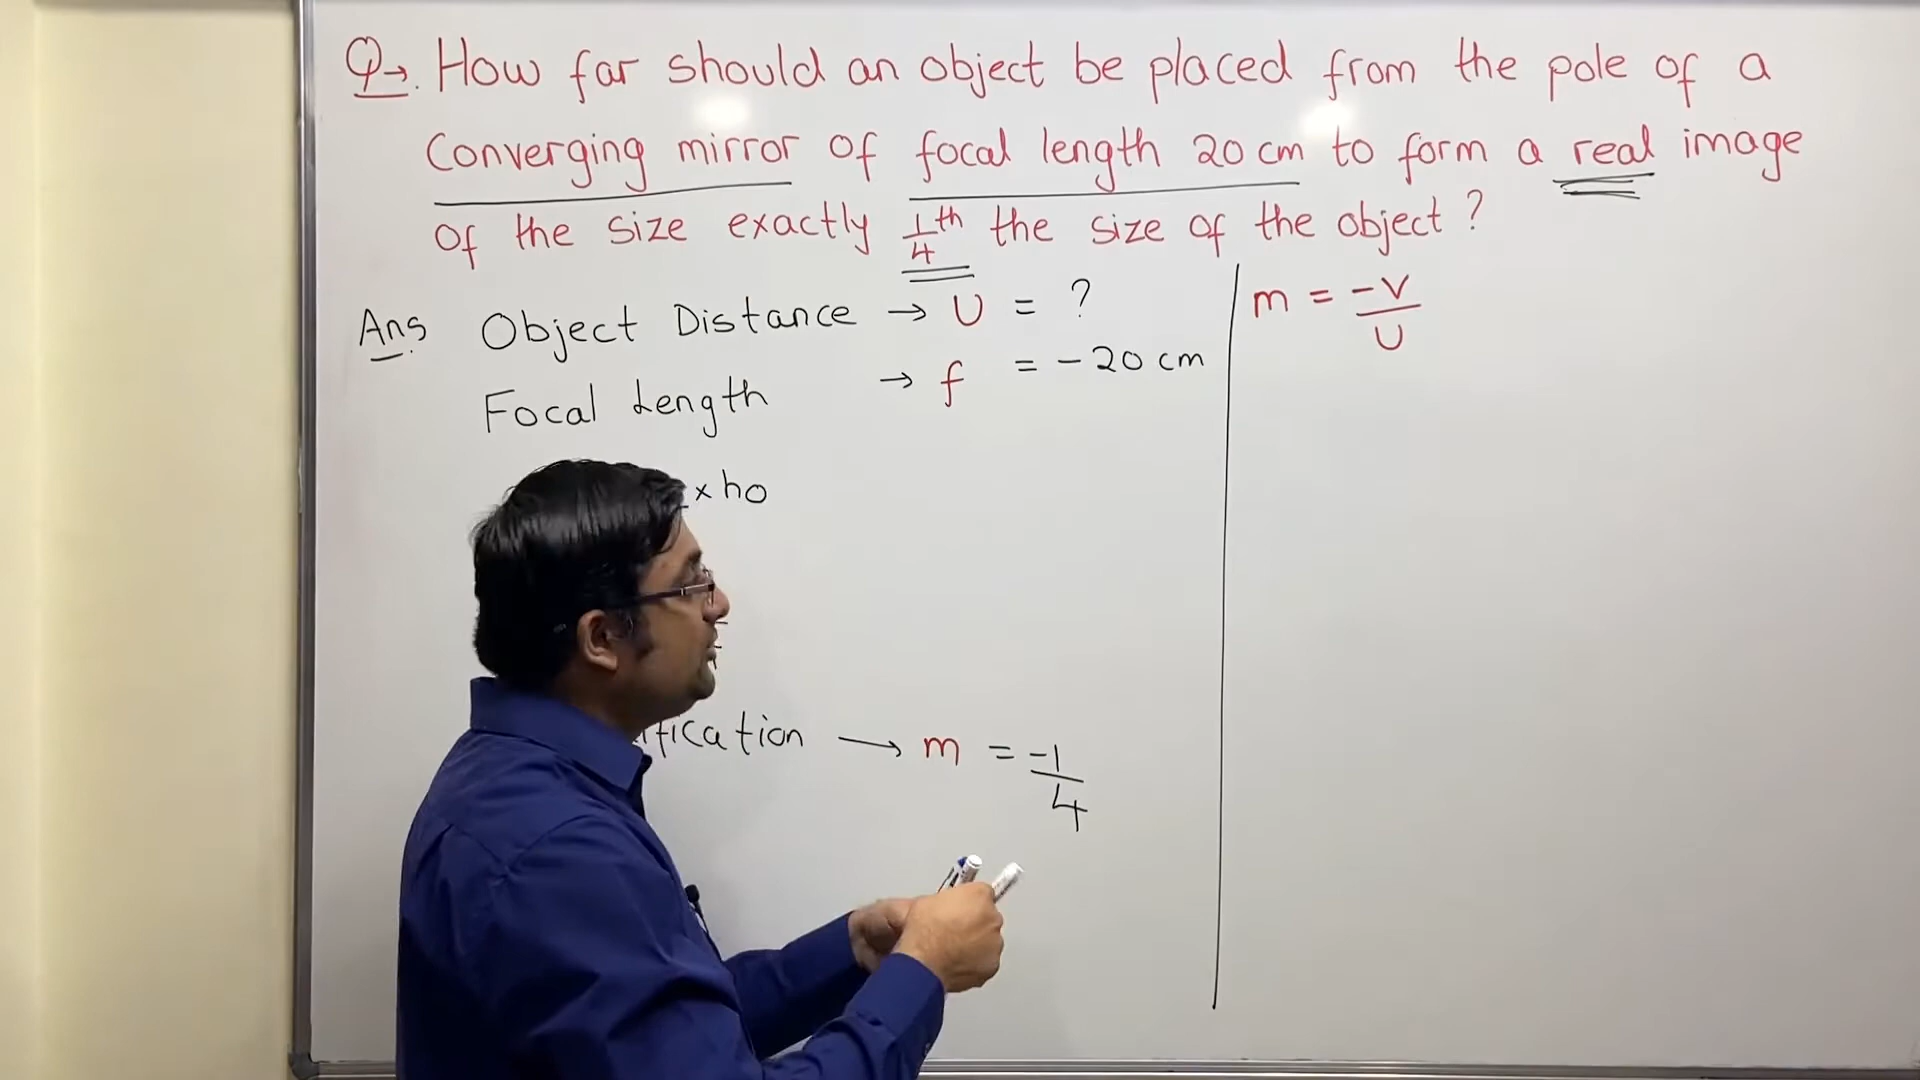 Q→. How far should an object be placed from the pole of a
Converging mirror of focal length 20 cm to form a real image
of the size exactly 1/4 th the size of the object ?
Ans Object Distance → U = ?
Focal Length → f = - 20 cm
× ho
ification → m = -1/4
m = -V/U